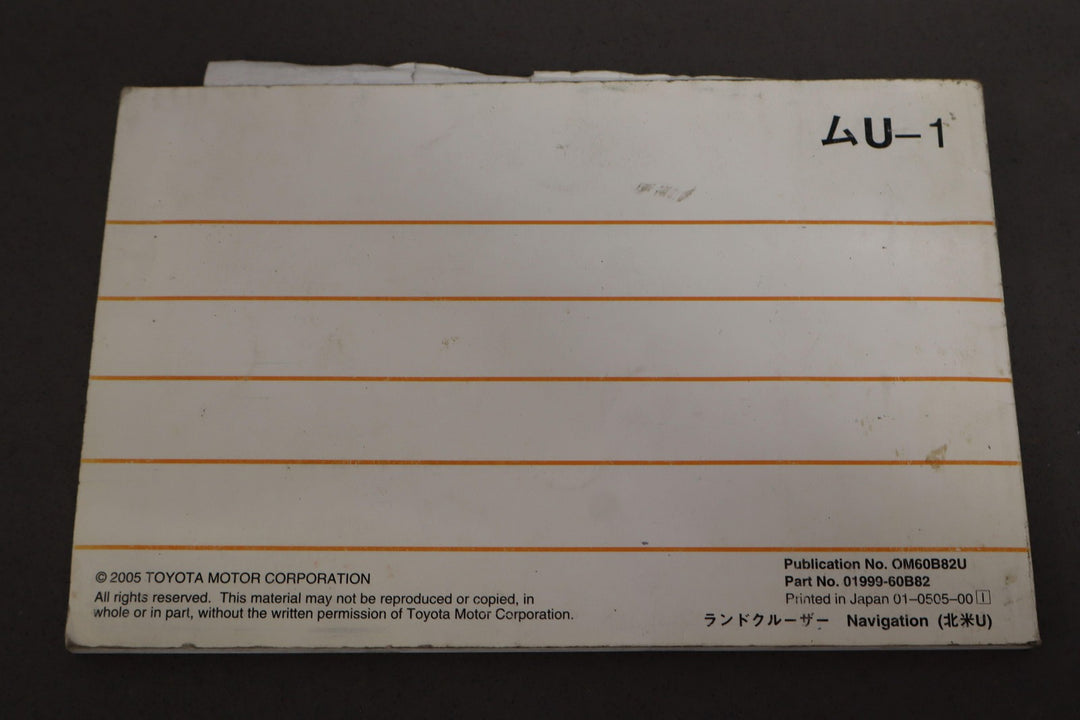 ムU–1
© 2005 TOYOTA MOTOR CORPORATION
All rights reserved. This material may not be reproduced or copied, in
whole or in part, without the written permission of Toyota Motor Corporation.
Publication No. OM60B82U
Part No. 01999-60B82
Printed in Japan 01–0505–00 I
ランドクルーザー Navigation (北米U)